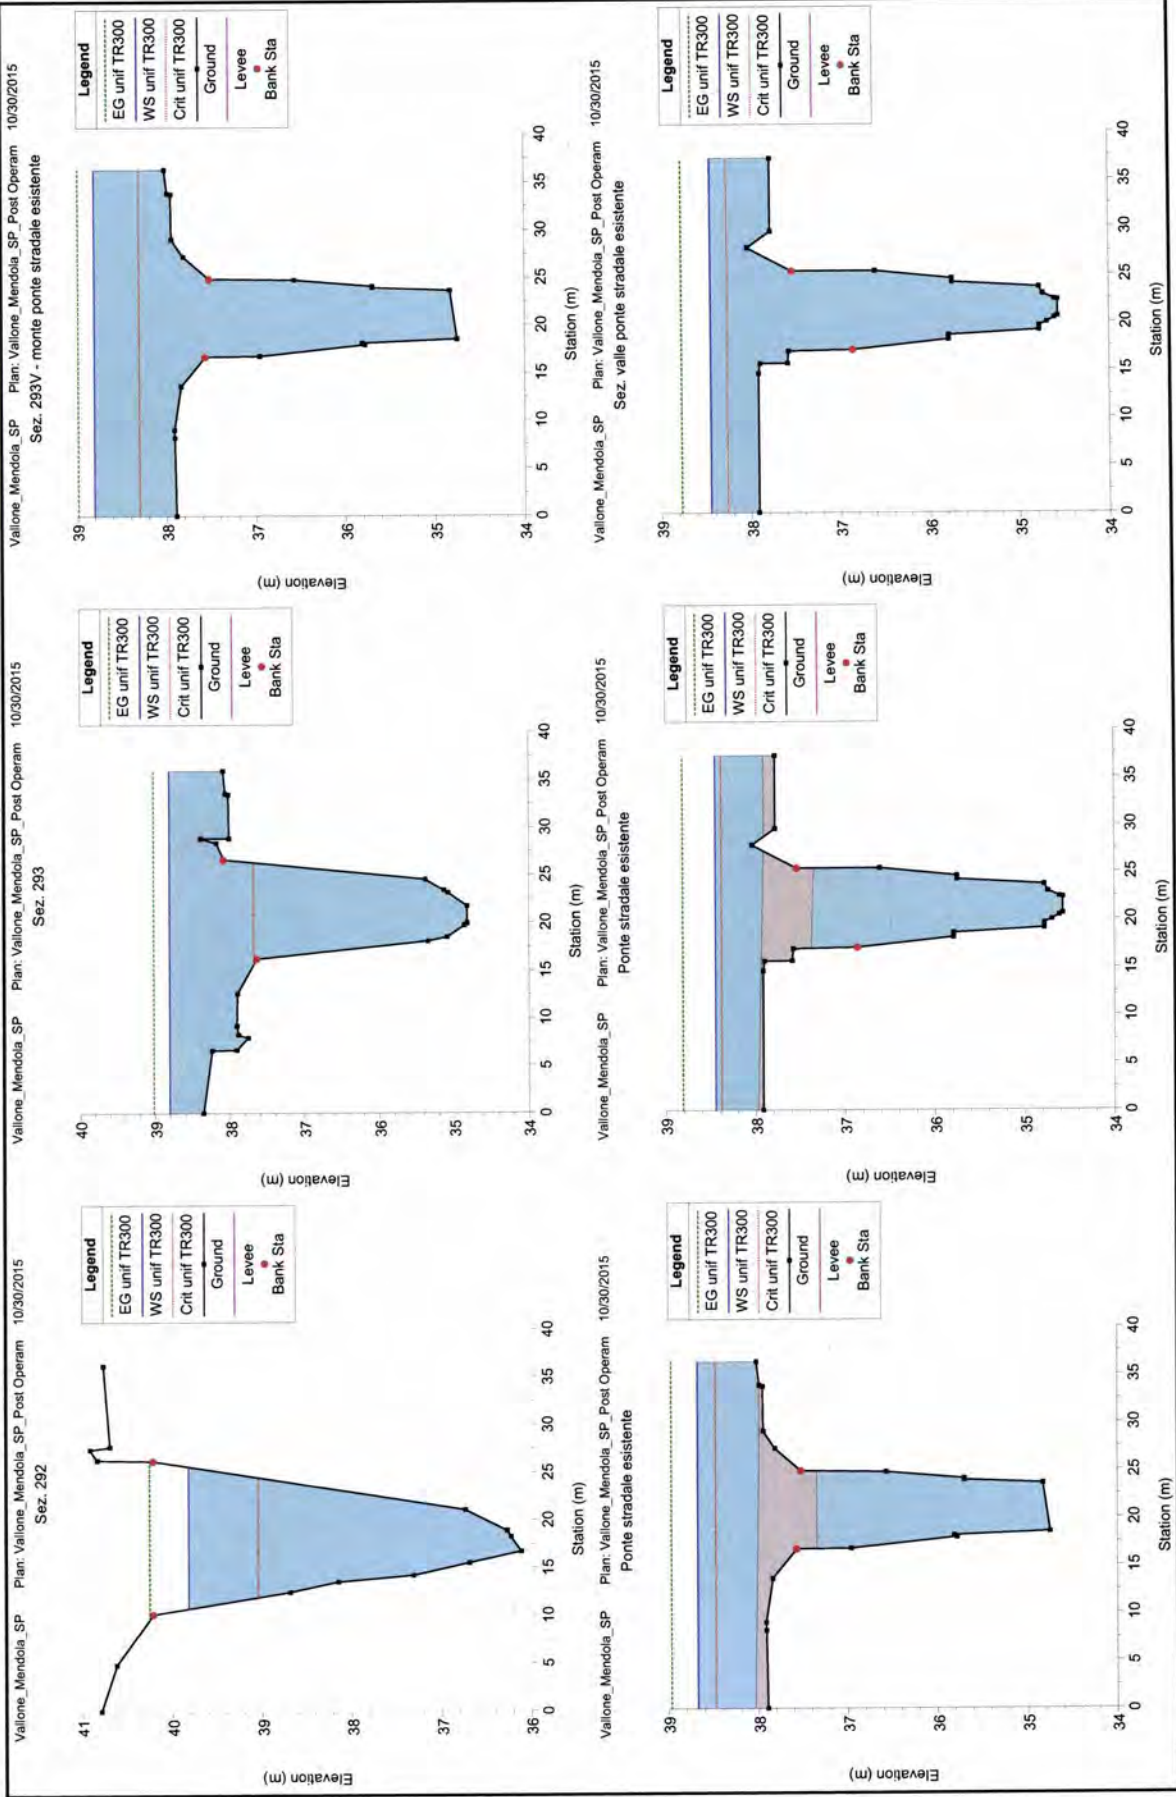 Vallone_Mendola_SP Plan: Vallone_Mendola_SP_Post Operam 10/30/2015
Sez. 292
Legend
EG unif TR300
WS unif TR300
Crit unif TR300
Ground
Levee
Bank Sta
Elevation (m)
41
40
39
38
37
36
0 5 10 15 20 25 30 35 40
Station (m)
Vallone_Mendola_SP Plan: Vallone_Mendola_SP_Post Operam 10/30/2015
Sez. 293
Legend
EG unif TR300
WS unif TR300
Crit unif TR300
Ground
Levee
Bank Sta
Elevation (m)
40
39
38
37
36
35
34
0 5 10 15 20 25 30 35 40
Station (m)
Vallone_Mendola_SP Plan: Vallone_Mendola_SP_Post Operam 10/30/2015
Sez. 293V - monte ponte stradale esistente
Legend
EG unif TR300
WS unif TR300
Crit unif TR300
Ground
Levee
Bank Sta
Elevation (m)
39
38
37
36
35
34
0 5 10 15 20 25 30 35 40
Station (m)
Vallone_Mendola_SP Plan: Vallone_Mendola_SP_Post Operam 10/30/2015
Ponte stradale esistente
Legend
EG unif TR300
WS unif TR300
Crit unif TR300
Ground
Levee
Bank Sta
Elevation (m)
39
38
37
36
35
34
0 5 10 15 20 25 30 35 40
Station (m)
Vallone_Mendola_SP Plan: Vallone_Mendola_SP_Post Operam 10/30/2015
Ponte stradale esistente
Legend
EG unif TR300
WS unif TR300
Crit unif TR300
Ground
Levee
Bank Sta
Elevation (m)
39
38
37
36
35
34
0 5 10 15 20 25 30 35 40
Station (m)
Vallone_Mendola_SP Plan: Vallone_Mendola_SP_Post Operam 10/30/2015
Sez. valle ponte stradale esistente
Legend
EG unif TR300
WS unif TR300
Crit unif TR300
Ground
Levee
Bank Sta
Elevation (m)
39
38
37
36
35
34
0 5 10 15 20 25 30 35 40
Station (m)